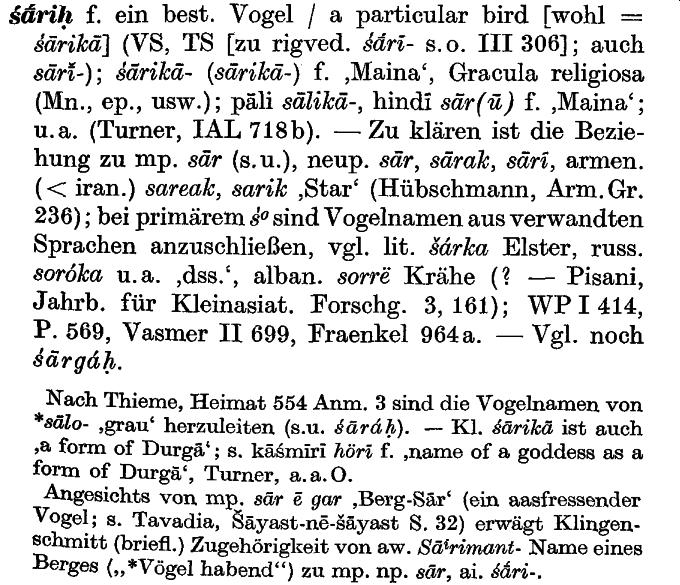 śā́riḥ f. ein best. Vogel / a particular bird [wohl =
śārikā] (VS, TS [zu rigved. śā́rī- s. o. III 306]; auch
sārī̆-); śārikā- (sārikā-) f. ‚Maina‘, Gracula religiosa
(Mn., ep., usw.); pāli sālikā-, hindī sār(ū) f. ‚Maina‘;
u. a. (Turner, IAL 718b). — Zu klären ist die Bezie-
hung zu mp. sār (s. u.), neup. sār, sārak, sārī, armen.
(< iran.) sareak, sarik ‚Star‘ (Hübschmann, Arm. Gr.
236); bei primärem ś° sind Vogelnamen aus verwandten
Sprachen anzuschließen, vgl. lit. šárka Elster, russ.
soróka u. a. ‚dss.‘, alban. sorrë Krähe (? — Pisani,
Jahrb. für Kleinasiat. Forschg. 3, 161); WP I 414,
P. 569, Vasmer II 699, Fraenkel 964a. — Vgl. noch
śārgáḥ.
Nach Thieme, Heimat 554 Anm. 3 sind die Vogelnamen von
*sālo- ‚grau‘ herzuleiten (s. u. śāráḥ). — Kl. śārikā ist auch
‚a form of Durgā‘; s. kāśmīrī hörī f. ‚name of a goddess as a
form of Durgā‘, Turner, a. a. O.
Angesichts von mp. sār ē gar ‚Berg-Sār‘ (ein aasfressender
Vogel; s. Tavadia, Šāyast-nē-šāyast S. 32) erwägt Klingen-
schmitt (briefl.) Zugehörigkeit von aw. Sāⁱrimant- Name eines
Berges („*Vögel habend“) zu mp. np. sār, ai. śā́ri-.